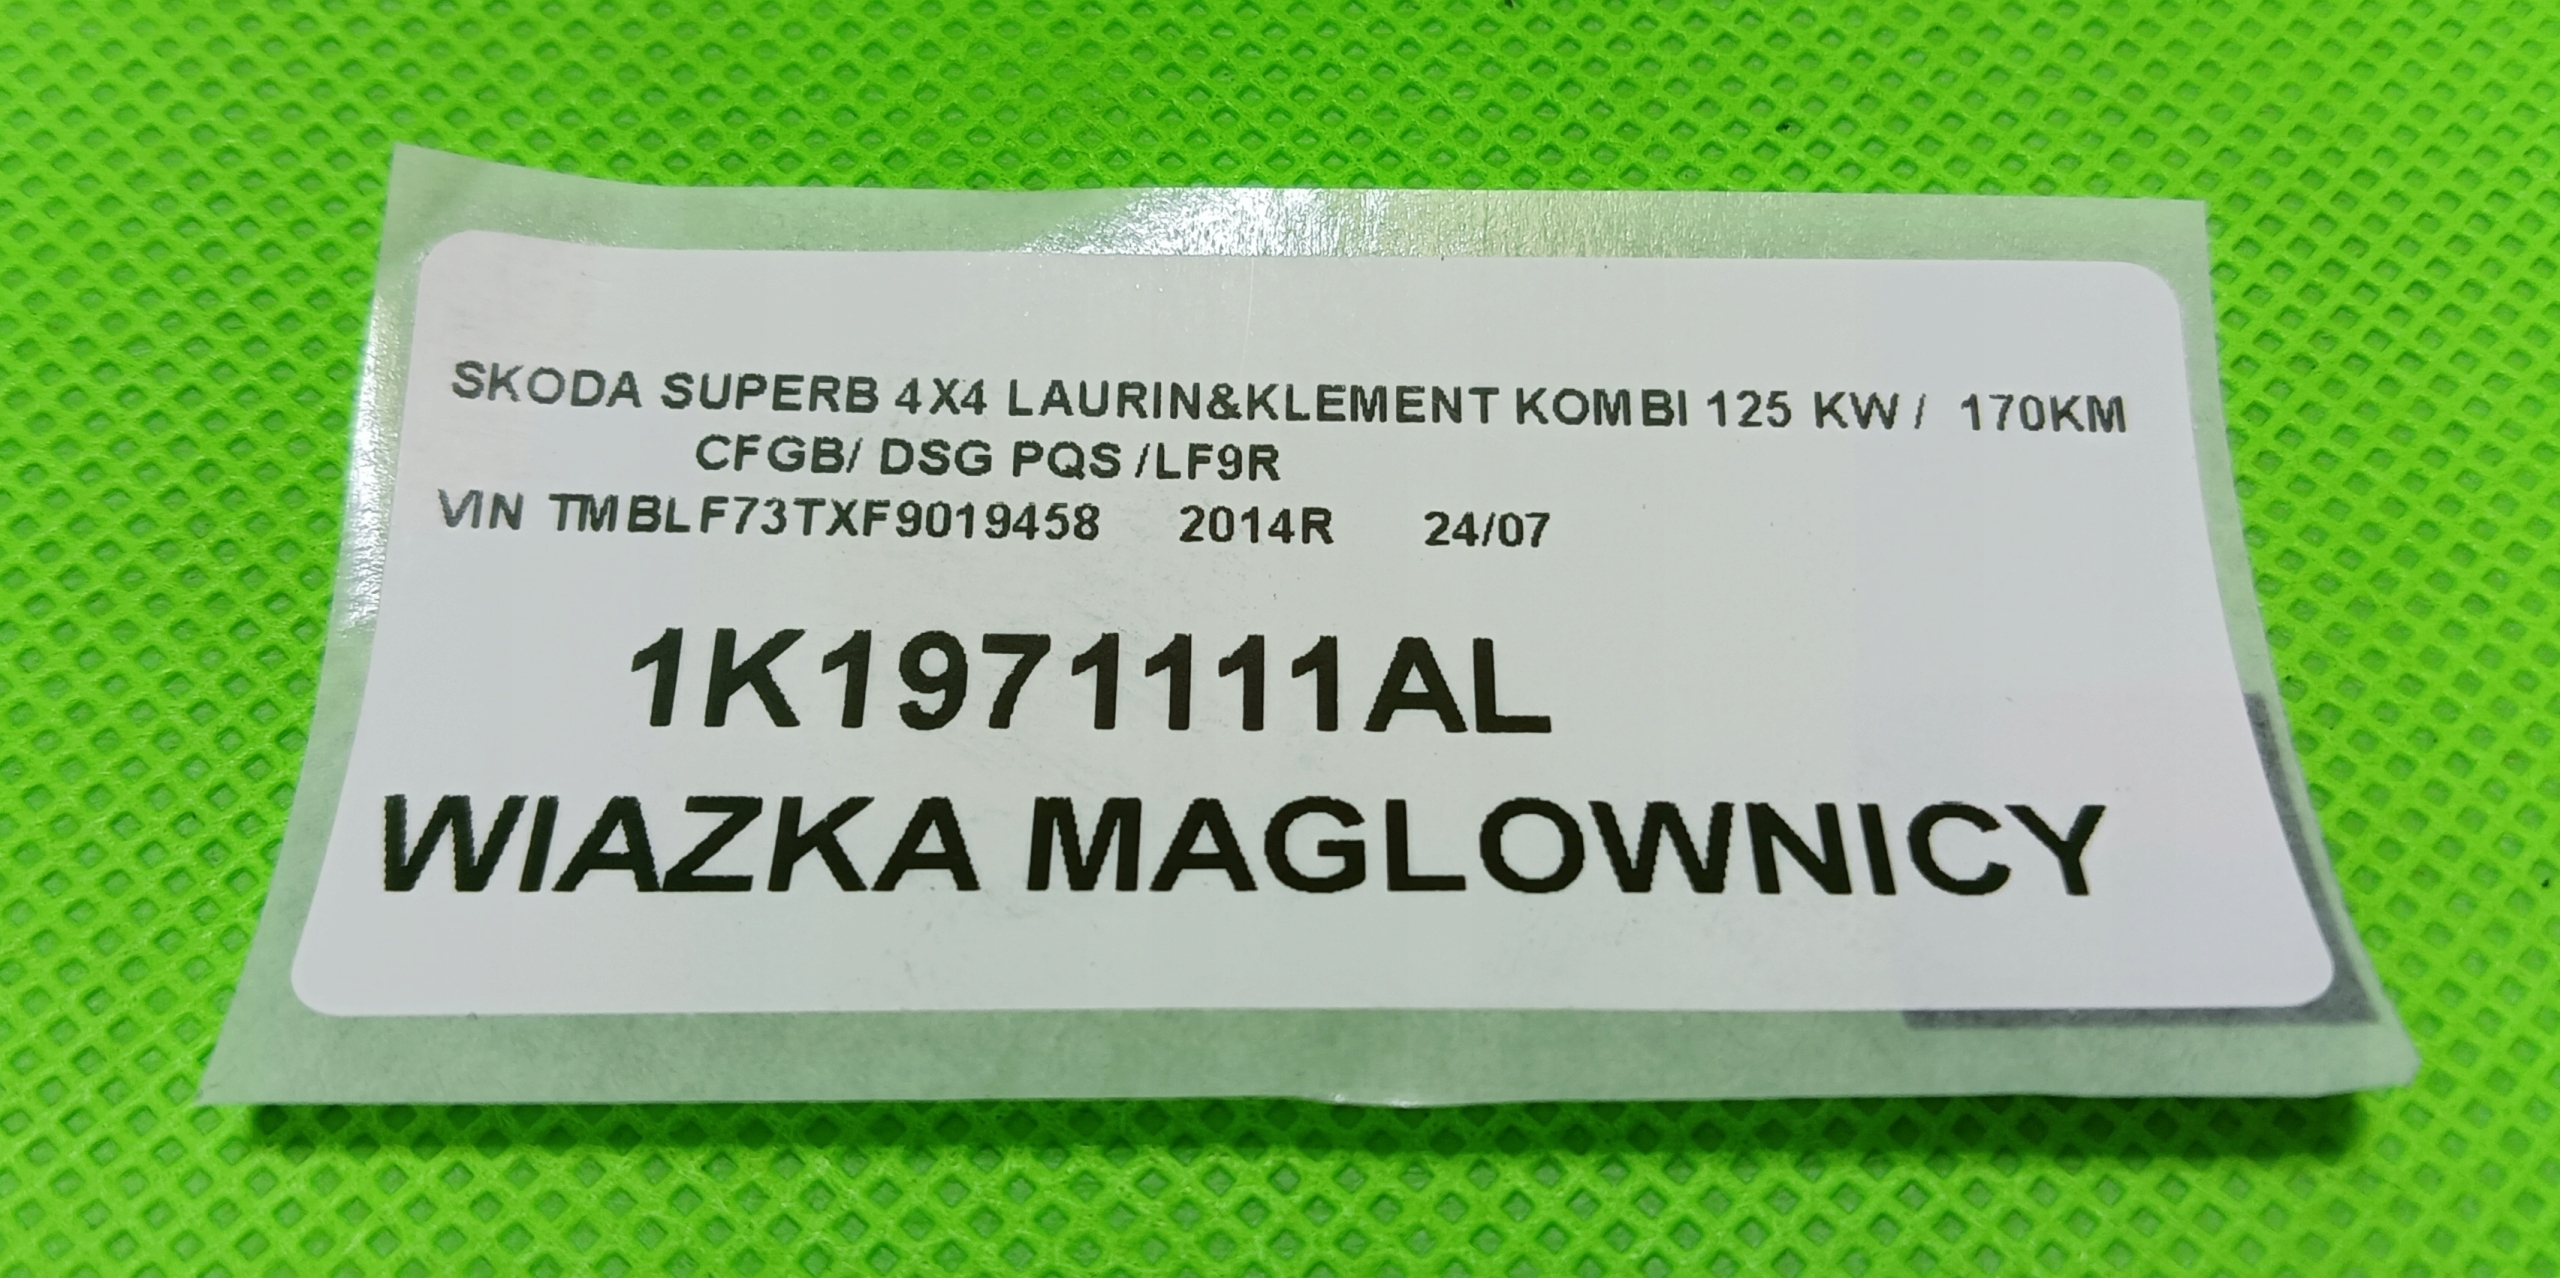 SKODA SUPERB 4X4 LAURIN&KLEMENT KOMBI 125 KW / 170KM
CFGB/ DSG PQS /LF9R
VIN TMBLF73TXF9019458 2014R 24/07
1K1971111AL
WIAZKA MAGLOWNICY